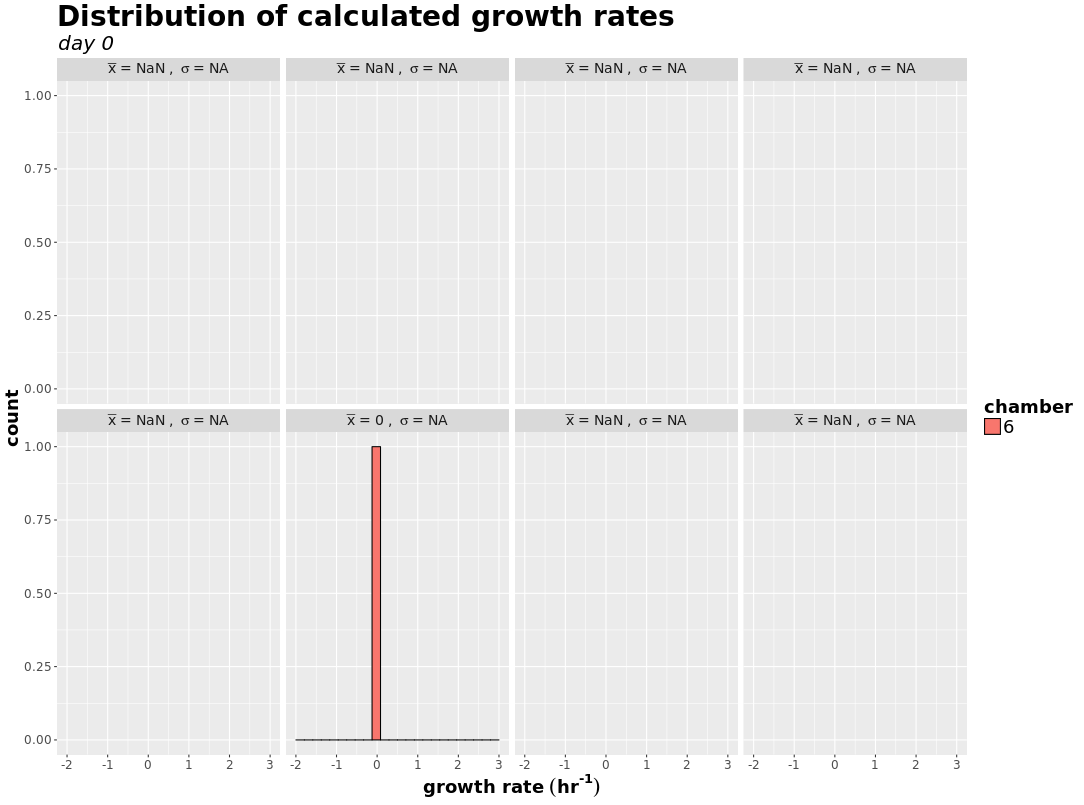 Distribution of calculated growth rates
day 0
x̅ = NaN , σ = NA x̅ = NaN , σ = NA x̅ = NaN , σ = NA x̅ = NaN , σ = NA
1.00
0.75
0.50
0.25
0.00
count
x̅ = NaN , σ = NA x̅ = 0 , σ = NA x̅ = NaN , σ = NA x̅ = NaN , σ = NA
1.00
0.75
0.50
0.25
0.00
-2 -1 0 1 2 3 -2 -1 0 1 2 3 -2 -1 0 1 2 3 -2 -1 0 1 2 3
growth rate (hr⁻¹)
chamber
6